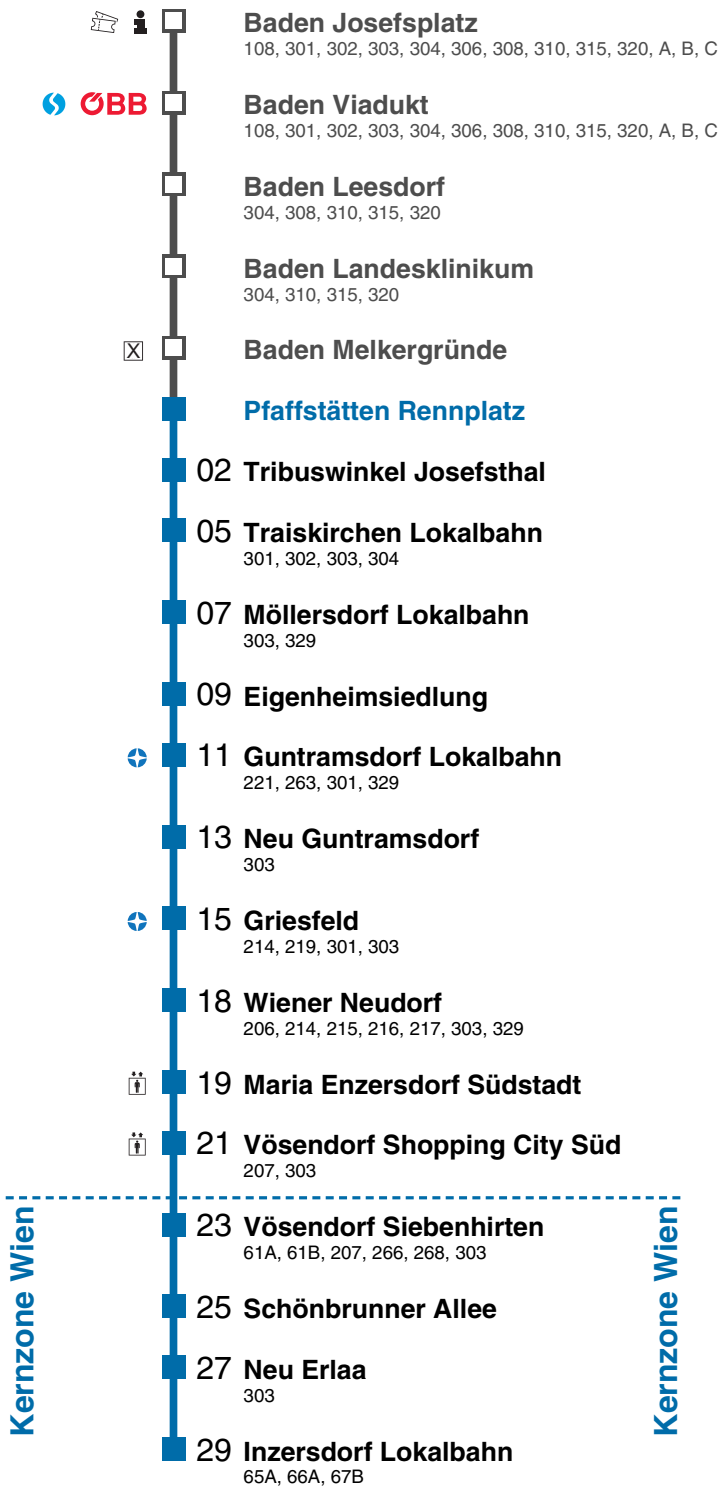 Baden Josefsplatz
108, 301, 302, 303, 304, 306, 308, 310, 315, 320, A, B, C
ÖBB Baden Viadukt
108, 301, 302, 303, 304, 306, 308, 310, 315, 320, A, B, C
Baden Leesdorf
304, 308, 310, 315, 320
Baden Landesklinikum
304, 310, 315, 320
X Baden Melkergründe
Pfaffstätten Rennplatz
02 Tribuswinkel Josefsthal
05 Traiskirchen Lokalbahn
301, 302, 303, 304
07 Möllersdorf Lokalbahn
303, 329
09 Eigenheimsiedlung
11 Guntramsdorf Lokalbahn
221, 263, 301, 329
13 Neu Guntramsdorf
303
15 Griesfeld
214, 219, 301, 303
18 Wiener Neudorf
206, 214, 215, 216, 217, 303, 329
19 Maria Enzersdorf Südstadt
21 Vösendorf Shopping City Süd
207, 303
Kernzone Wien
23 Vösendorf Siebenhirten
61A, 61B, 207, 266, 268, 303
25 Schönbrunner Allee
27 Neu Erlaa
303
29 Inzersdorf Lokalbahn
65A, 66A, 67B
Kernzone Wien